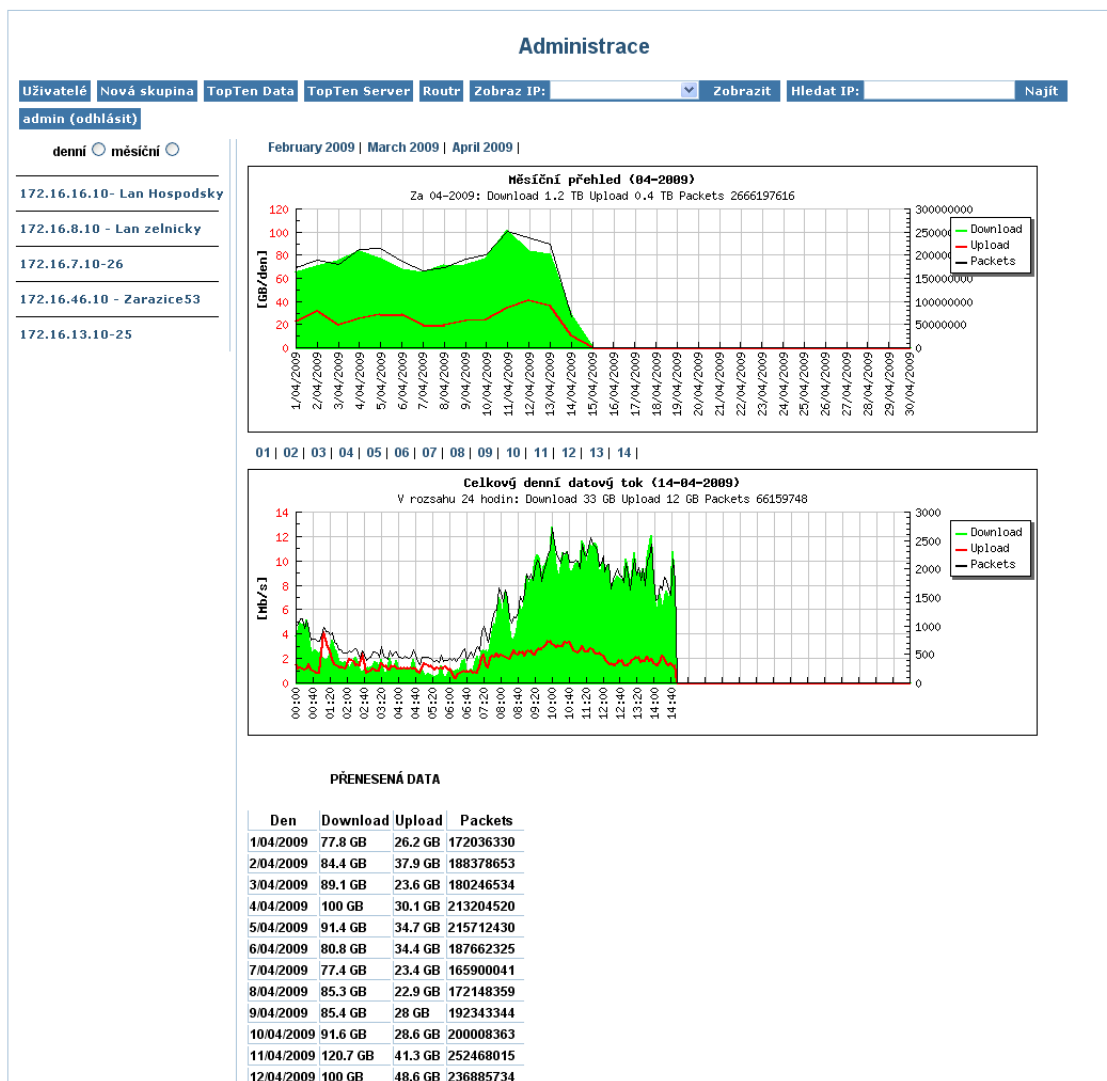 Administrace
Uživatelé Nová skupina TopTen Data TopTen Server Routr Zobraz IP: Zobrazit Hledat IP: Najít
admin (odhlásit)
denní měsíční
172.16.16.10- Lan Hospodsky
172.16.8.10 - Lan zelnicky
172.16.7.10-26
172.16.46.10 - Zarazice53
172.16.13.10-25
February 2009 | March 2009 | April 2009 |
Měsíční přehled (04-2009)
Za 04-2009: Download 1.2 TB Upload 0.4 TB Packets 2666197616
[GB/den]
120
100
80
60
40
20
0
300000000
150000000
100000000
50000000
0
Download
Upload
Packets
1/04/2009 2/04/2009 3/04/2009 4/04/2009 5/04/2009 6/04/2009 7/04/2009 8/04/2009 9/04/2009 10/04/2009 11/04/2009 12/04/2009 13/04/2009 14/04/2009 15/04/2009 16/04/2009 17/04/2009 18/04/2009 19/04/2009 20/04/2009 21/04/2009 22/04/2009 23/04/2009 24/04/2009 25/04/2009 26/04/2009 27/04/2009 28/04/2009 29/04/2009 30/04/2009
01 | 02 | 03 | 04 | 05 | 06 | 07 | 08 | 09 | 10 | 11 | 12 | 13 | 14 |
Celkový denní datový tok (14-04-2009)
V rozsahu 24 hodin: Download 33 GB Upload 12 GB Packets 66159748
[Mb/s]
14
12
10
8
6
4
2
0
3000
2500
2000
1500
1000
500
0
Download
Upload
Packets
00:00 00:40 01:20 02:00 02:40 03:20 04:00 04:40 05:20 06:00 06:40 07:20 08:00 08:40 09:20 10:00 10:40 11:20 12:00 12:40 13:20 14:00 14:40
PŘENESENÁ DATA
Den Download Upload Packets
1/04/2009 77.8 GB 26.2 GB 172036330
2/04/2009 84.4 GB 37.9 GB 188378653
3/04/2009 89.1 GB 23.6 GB 180246534
4/04/2009 100 GB 30.1 GB 213204520
5/04/2009 91.4 GB 34.7 GB 215712430
6/04/2009 80.8 GB 34.4 GB 187662325
7/04/2009 77.4 GB 23.4 GB 165900041
8/04/2009 85.3 GB 22.9 GB 172148359
9/04/2009 85.4 GB 28 GB 192343344
10/04/2009 91.6 GB 28.6 GB 200008363
11/04/2009 120.7 GB 41.3 GB 252468015
12/04/2009 100 GB 48.6 GB 236885734